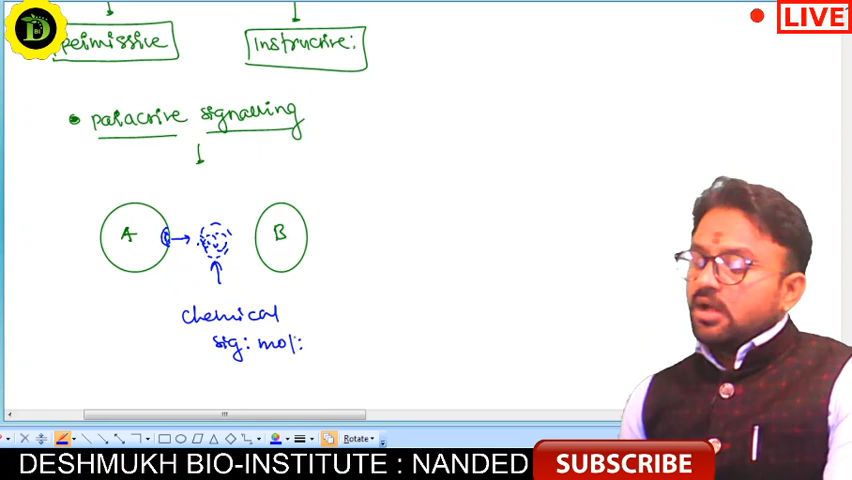 LIVE
D
permissive
Instructive:
paracrine signalling
A
B
chemical
sig: mol:
Rotate
DESHMUKH BIO-INSTITUTE : NANDED
SUBSCRIBE